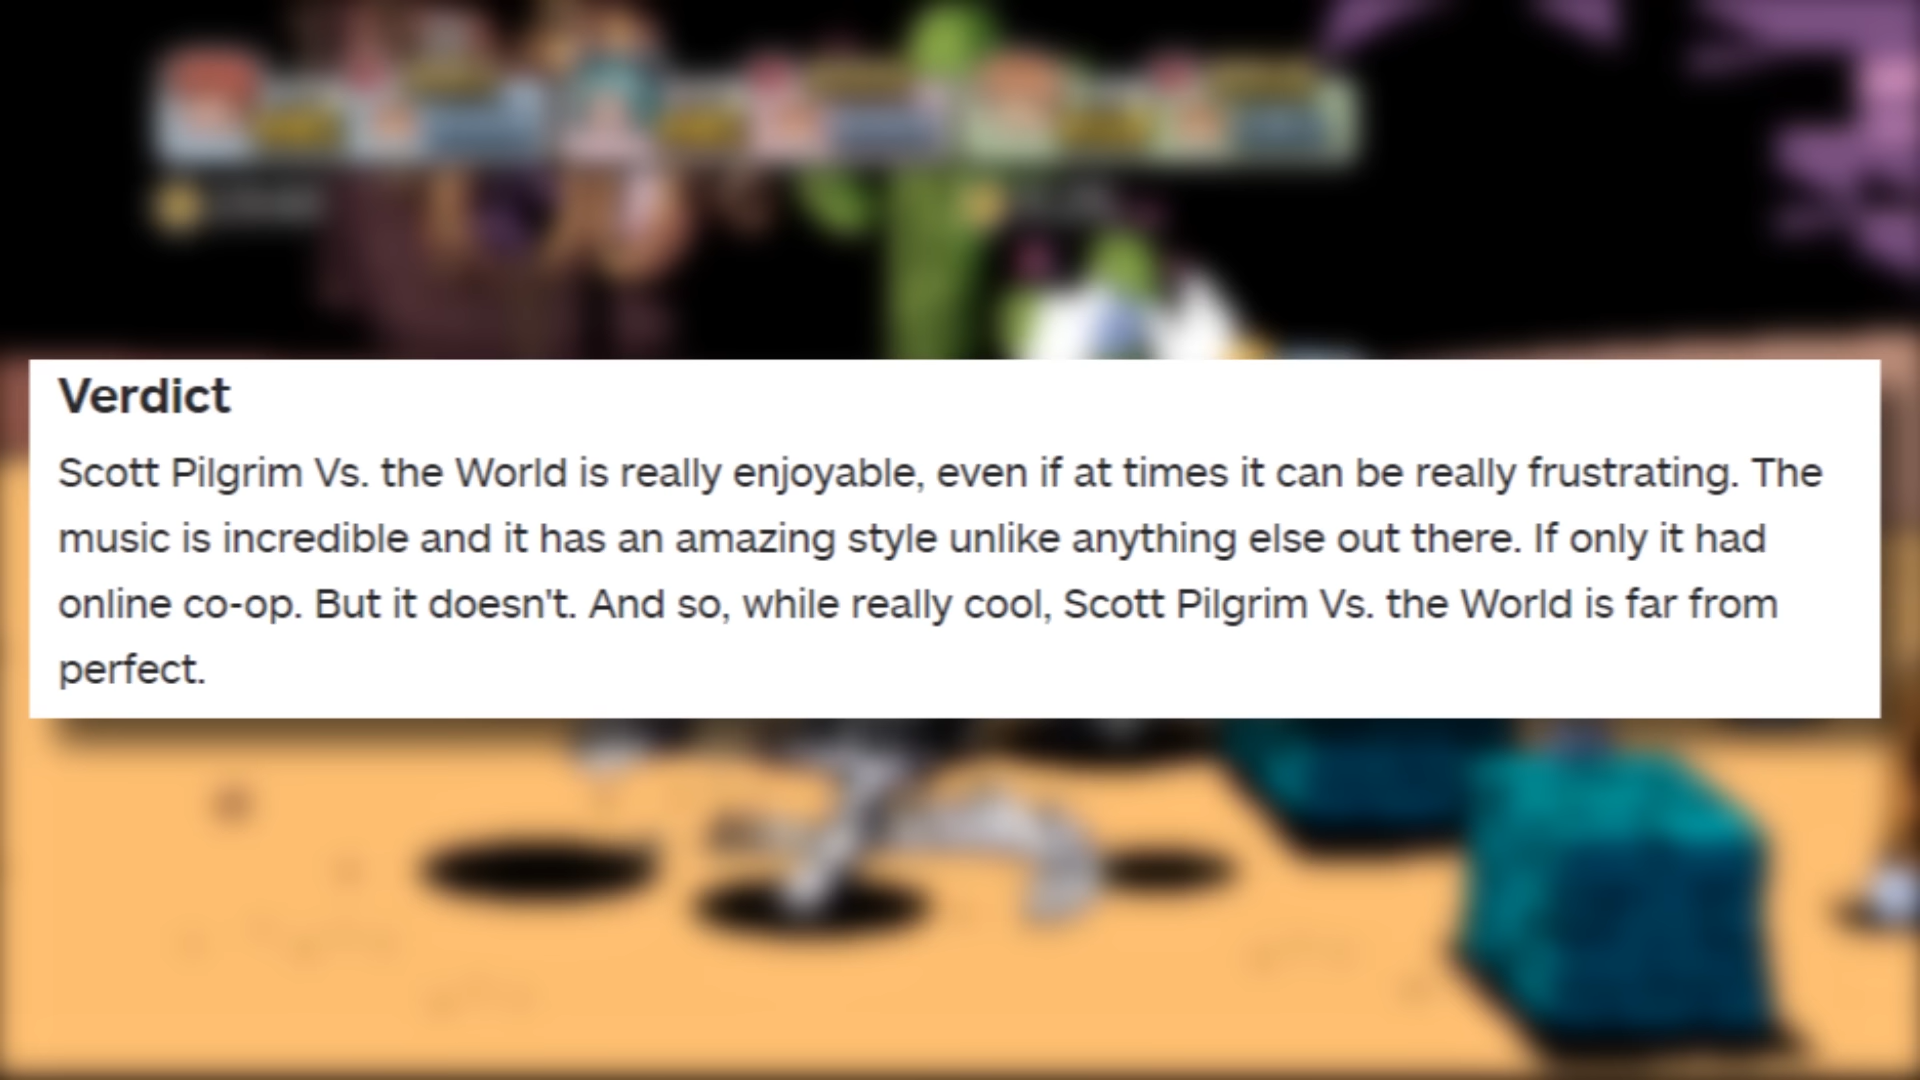 Verdict
Scott Pilgrim Vs. the World is really enjoyable, even if at times it can be really frustrating. The
music is incredible and it has an amazing style unlike anything else out there. If only it had
online co-op. But it doesn't. And so, while really cool, Scott Pilgrim Vs. the World is far from
perfect.